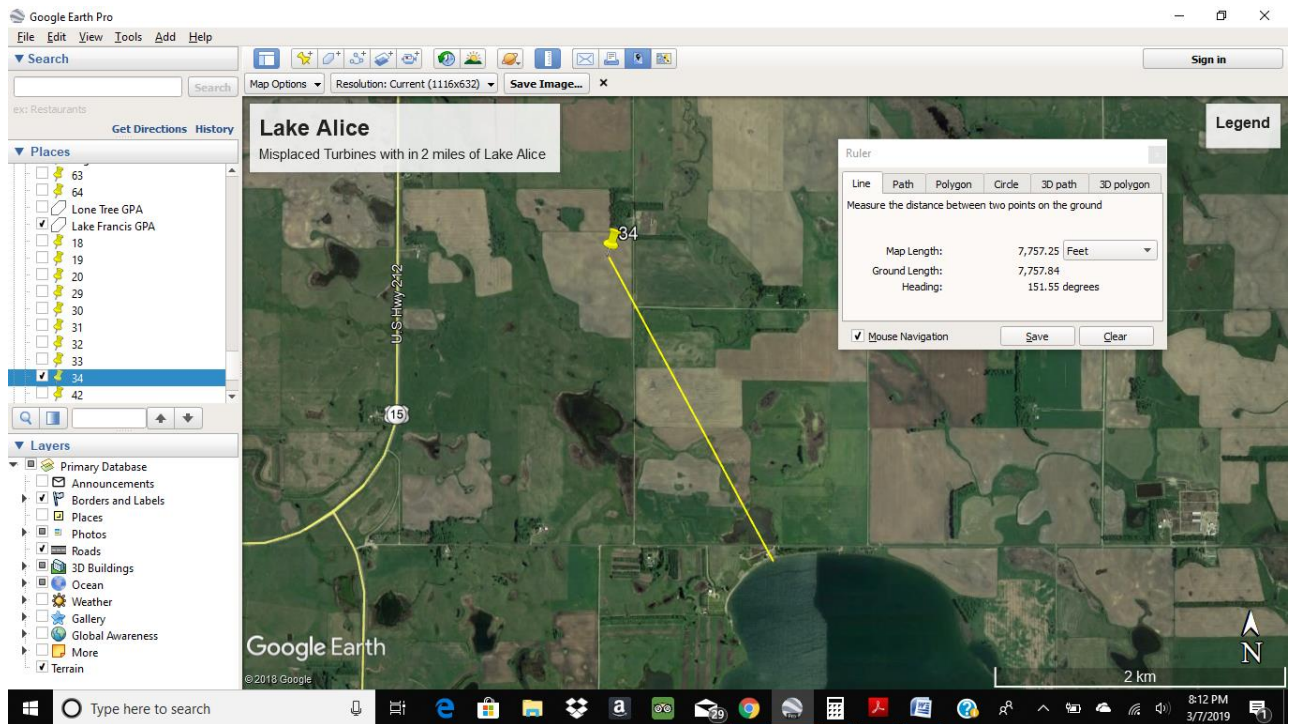 Google Earth Pro
File Edit View Tools Add Help
Search
Search
ex: Restaurants
Get Directions History
Places
63
64
Lone Tree GPA
Lake Francis GPA
18
19
20
29
30
31
32
33
34
42
Layers
Primary Database
Announcements
Borders and Labels
Places
Photos
Roads
3D Buildings
Ocean
Weather
Gallery
Global Awareness
More
Terrain
Sign in
Map Options Resolution: Current (1116x632) Save Image...
Lake Alice
Misplaced Turbines with in 2 miles of Lake Alice
Legend
34
U.S Hwy 212
15
Ruler
Line Path Polygon Circle 3D path 3D polygon
Measure the distance between two points on the ground
Map Length: 7,757.25 Feet
Ground Length: 7,757.84
Heading: 151.55 degrees
Mouse Navigation Save Clear
Google Earth
©2018 Google
N
2 km
Type here to search
a
29
8:12 PM
3/7/2019
1